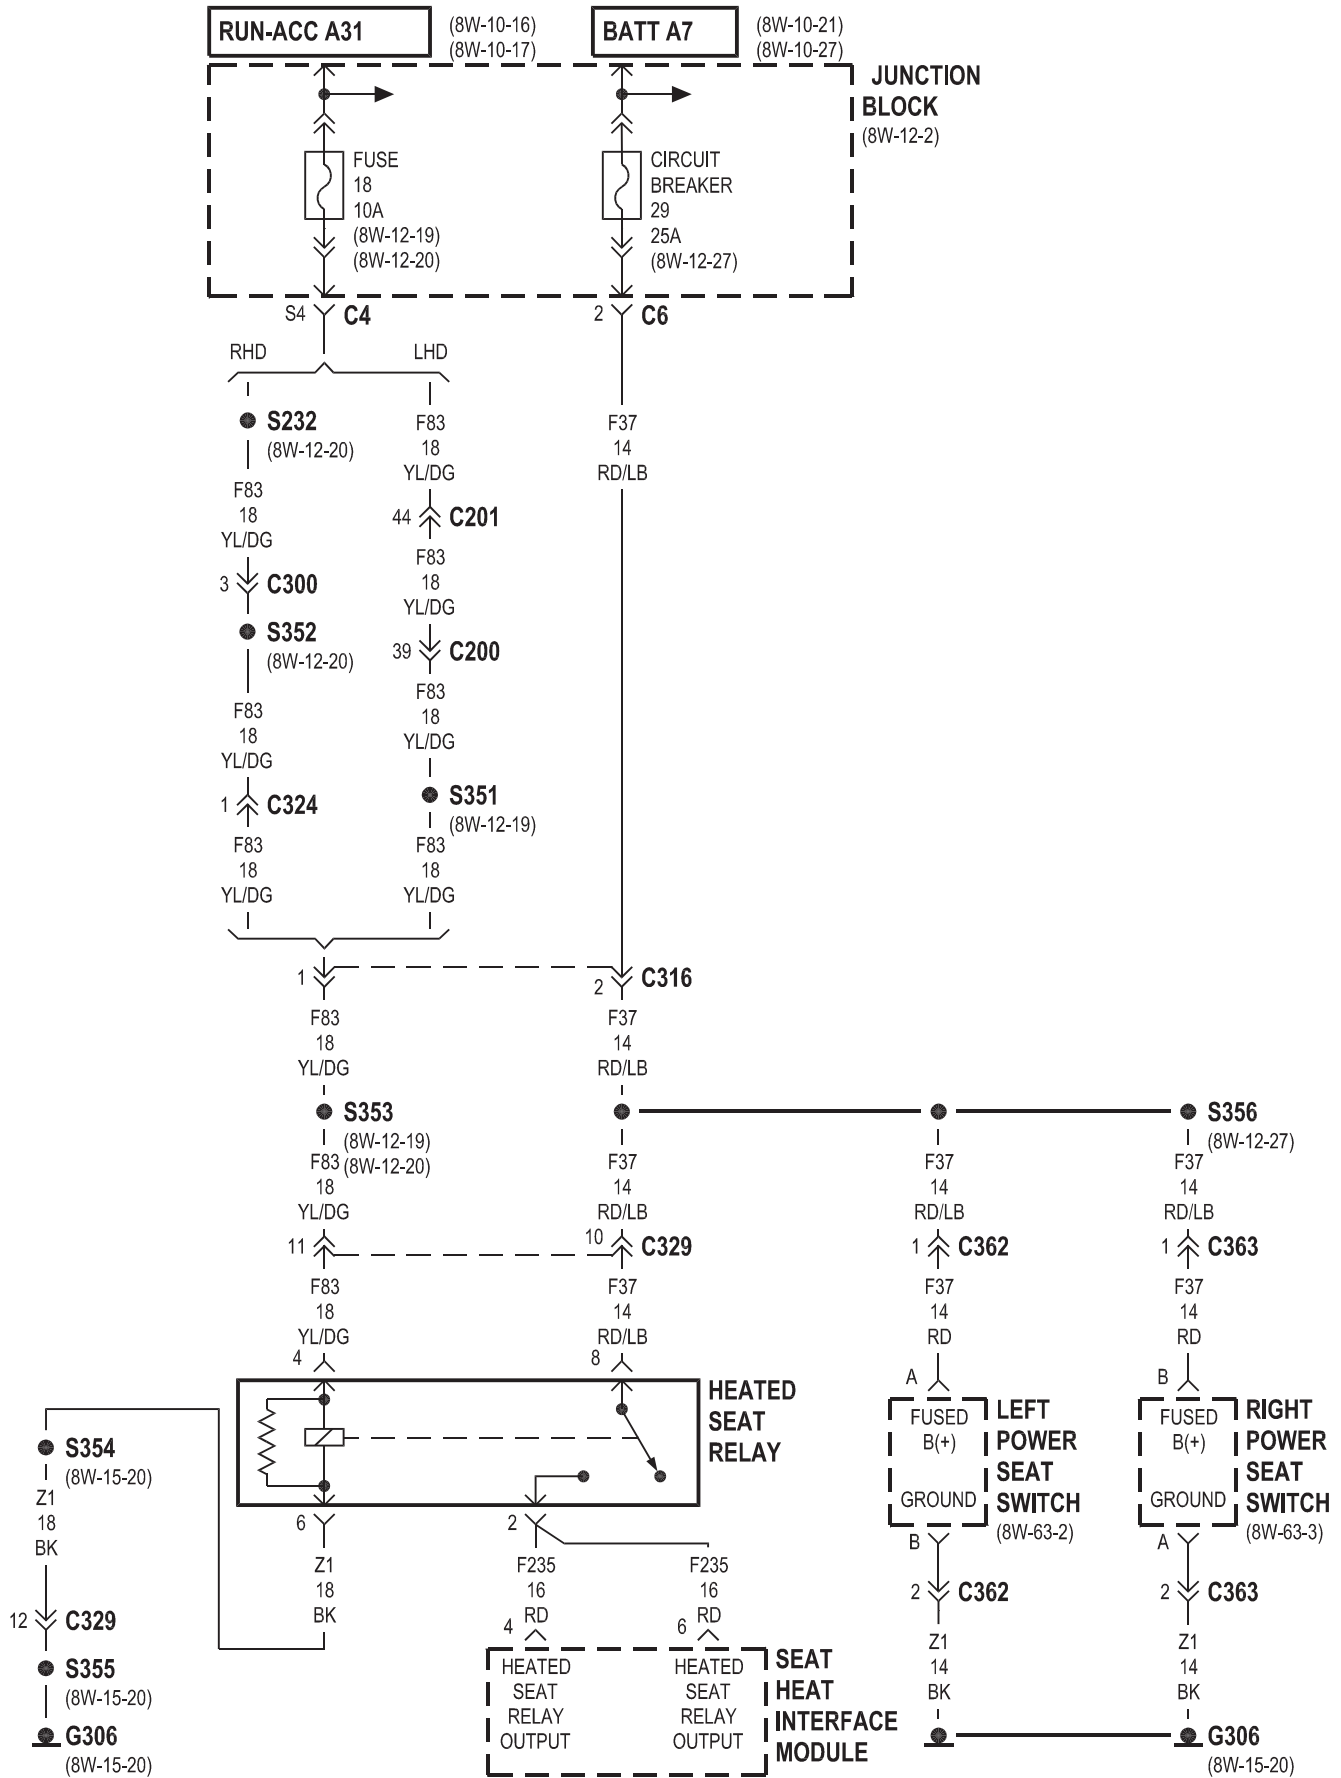 RUN-ACC A31
(8W-10-16)
(8W-10-17)
BATT A7
(8W-10-21)
(8W-10-27)
JUNCTION
BLOCK
(8W-12-2)
FUSE
18
10A
(8W-12-19)
(8W-12-20)
CIRCUIT
BREAKER
29
25A
(8W-12-27)
S4
C4
2
C6
RHD
LHD
S232
(8W-12-20)
F83
18
YL/DG
3
C300
S352
(8W-12-20)
F83
18
YL/DG
1
C324
F83
18
YL/DG
F83
18
YL/DG
44
C201
F83
18
YL/DG
39
C200
F83
18
YL/DG
S351
(8W-12-19)
F83
18
YL/DG
F37
14
RD/LB
1
2
C316
F83
18
YL/DG
F37
14
RD/LB
S353
(8W-12-19)
(8W-12-20)
S356
(8W-12-27)
F83
18
YL/DG
F37
14
RD/LB
F37
14
RD/LB
F37
14
RD/LB
11
10
C329
1
C362
1
C363
F83
18
YL/DG
4
F37
14
RD/LB
8
F37
14
RD
A
F37
14
RD
B
HEATED
SEAT
RELAY
FUSED
B(+)
GROUND
LEFT
POWER
SEAT
SWITCH
(8W-63-2)
FUSED
B(+)
GROUND
RIGHT
POWER
SEAT
SWITCH
(8W-63-3)
S354
(8W-15-20)
Z1
18
BK
12
C329
S355
(8W-15-20)
G306
(8W-15-20)
6
Z1
18
BK
2
F235
16
RD
4
F235
16
RD
6
HEATED
SEAT
RELAY
OUTPUT
HEATED
SEAT
RELAY
OUTPUT
SEAT
HEAT
INTERFACE
MODULE
B
2
C362
Z1
14
BK
A
2
C363
Z1
14
BK
G306
(8W-15-20)